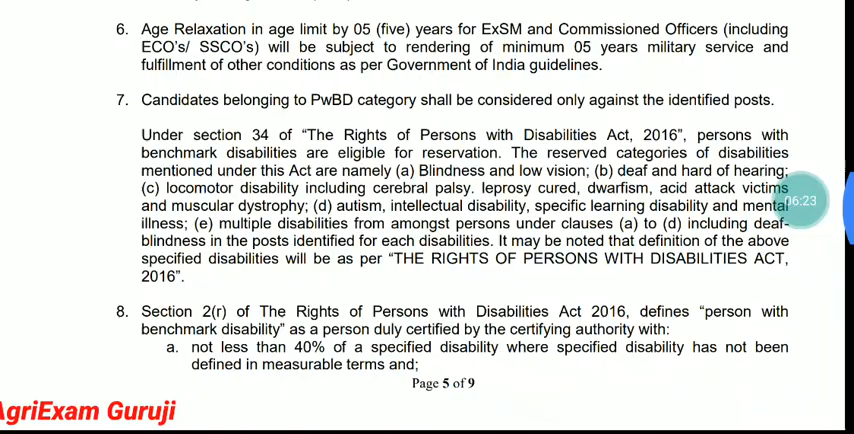 6. Age Relaxation in age limit by 05 (five) years for ExSM and Commissioned Officers (including
ECO's/ SSCO's) will be subject to rendering of minimum 05 years military service and
fulfillment of other conditions as per Government of India guidelines.
7. Candidates belonging to PwBD category shall be considered only against the identified posts.
Under section 34 of “The Rights of Persons with Disabilities Act, 2016”, persons with
benchmark disabilities are eligible for reservation. The reserved categories of disabilities
mentioned under this Act are namely (a) Blindness and low vision; (b) deaf and hard of hearing;
(c) locomotor disability including cerebral palsy. leprosy cured, dwarfism, acid attack victims
and muscular dystrophy; (d) autism, intellectual disability, specific learning disability and mental
06:23
illness; (e) multiple disabilities from amongst persons under clauses (a) to (d) including deaf-
blindness in the posts identified for each disabilities. It may be noted that definition of the above
specified disabilities will be as per “THE RIGHTS OF PERSONS WITH DISABILITIES ACT,
2016”.
8. Section 2(r) of The Rights of Persons with Disabilities Act 2016, defines “person with
benchmark disability” as a person duly certified by the certifying authority with:
a. not less than 40% of a specified disability where specified disability has not been
defined in measurable terms and;
Page 5 of 9
AgriExam Guruji